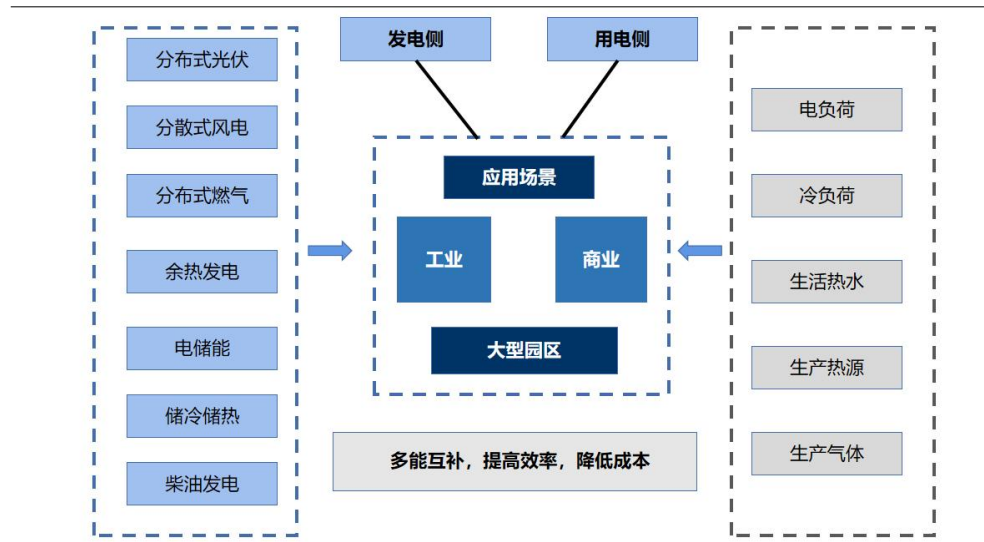 发电侧
用电侧
分布式光伏
分散式风电
分布式燃气
余热发电
电储能
储冷储热
柴油发电
应用场景
工业
商业
大型园区
多能互补，提高效率，降低成本
电负荷
冷负荷
生活热水
生产热源
生产气体